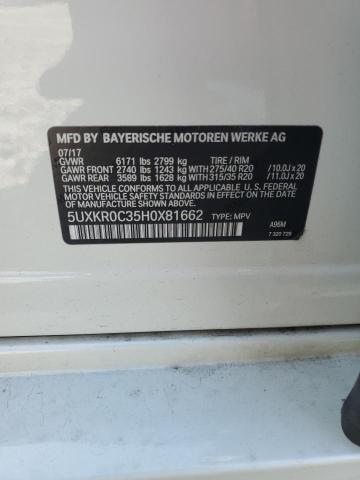 MFD BY BAYERISCHE MOTOREN WERKE AG
07/17
GVWR 6171 lbs 2799 kg TIRE / RIM
GAWR FRONT 2740 lbs 1243 kg WITH 275/40 R20 / 10.0J x 20
GAWR REAR 3589 lbs 1628 kg WITH 315/35 R20 / 11.0J x 20
THIS VEHICLE CONFORMS TO ALL APPLICABLE U. S. FEDERAL
MOTOR VEHICLE SAFETY STANDARDS IN EFFECT ON THE
DATE OF MANUFACTURE SHOWN ABOVE.
5UXKR0C35H0X81662 TYPE: MPV
A96M
7 320 729